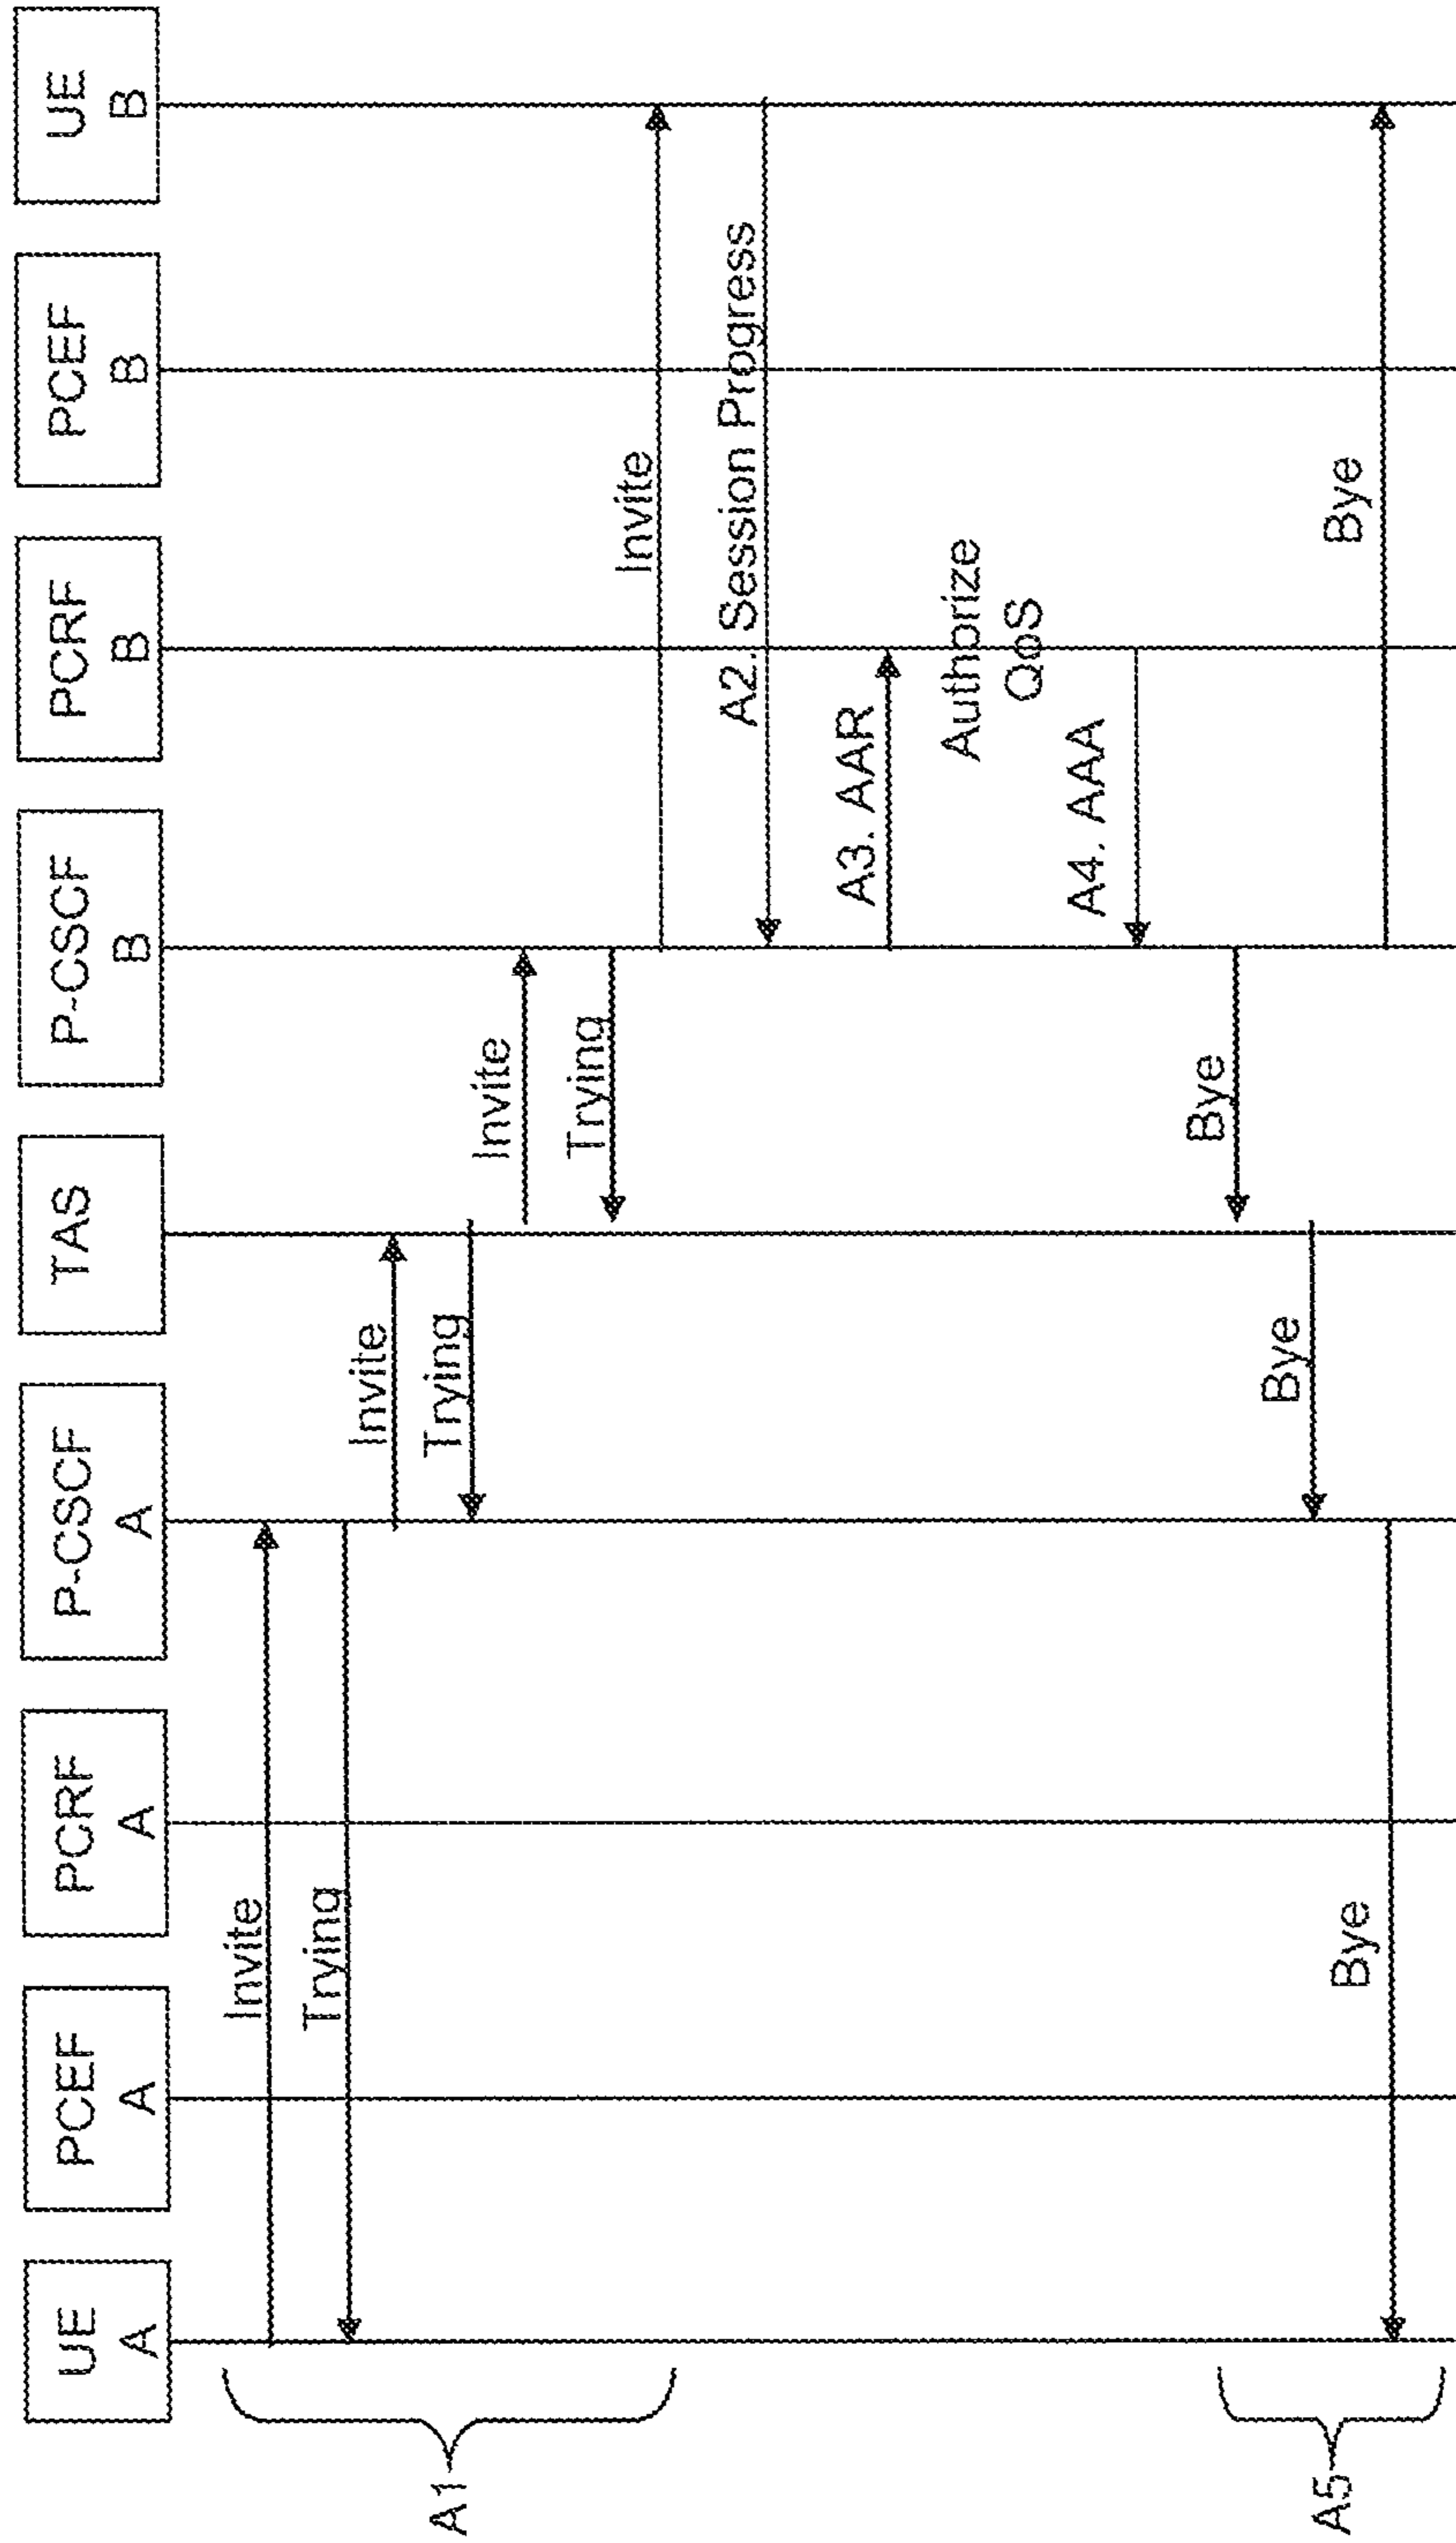 UE
A
PCEF
A
PCRF
A
P-CSCF
A
TAS
P-CSCF
B
PCRF
B
PCEF
B
UE
B
A1
Invite
Trying
Invite
Trying
Invite
Trying
Invite
A2. Session Progress
A3. AAR
Authorize
QoS
A4. AAA
A5
Bye
Bye
Bye
Bye